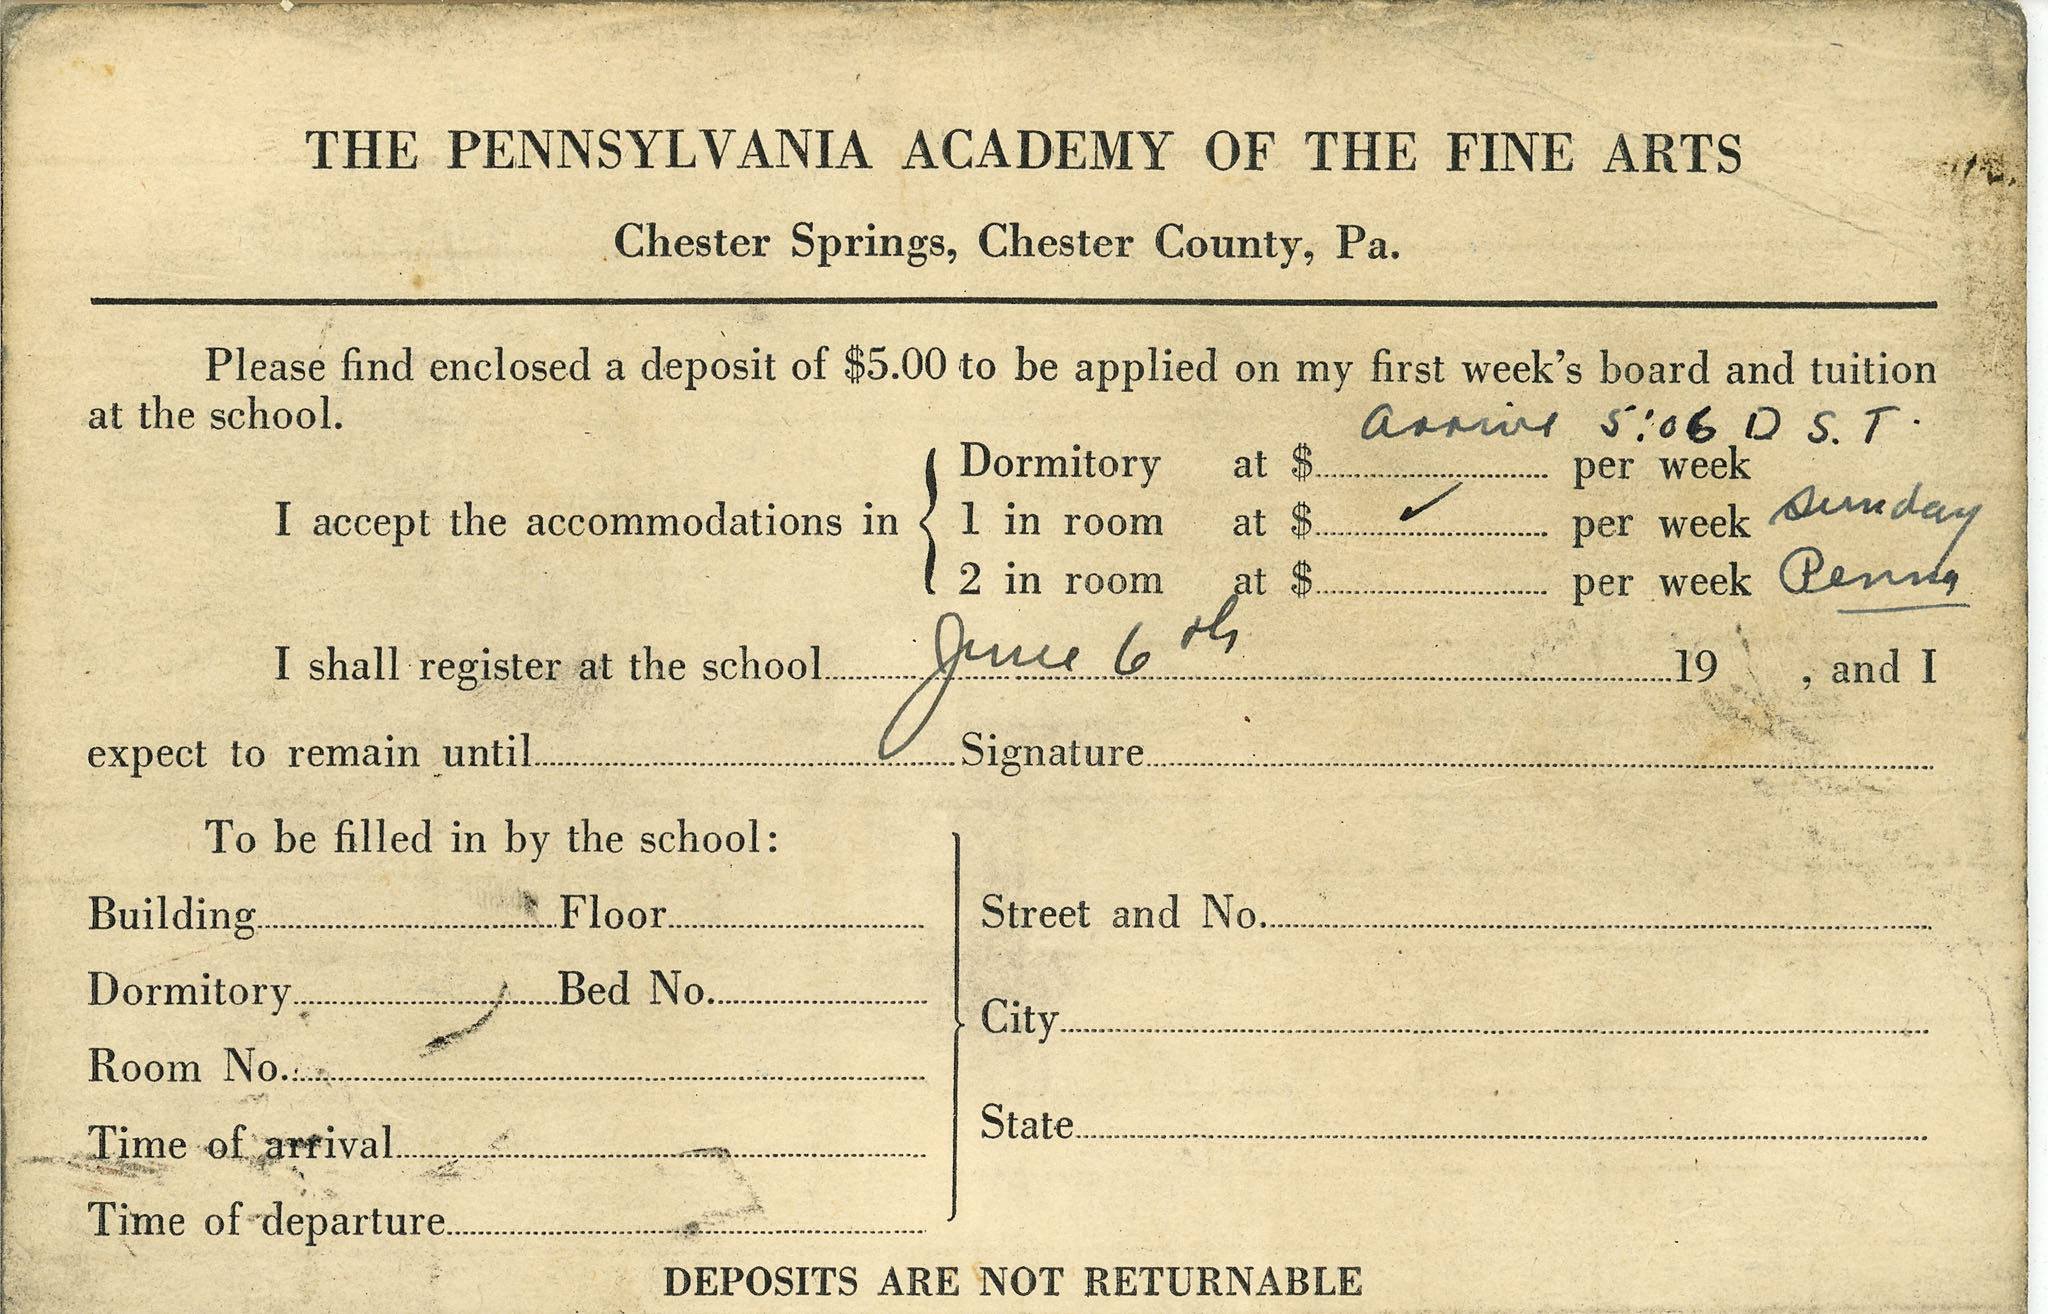 THE PENNSYLVANIA ACADEMY OF THE FINE ARTS
Chester Springs, Chester County, Pa.
Please find enclosed a deposit of $5.00 to be applied on my first week's board and tuition
at the school.
Arrive 5:06 D S. T.
Dormitory at $ per week
I accept the accommodations in
1 in room at $ ✓ per week Sunday
2 in room at $ per week Penna
I shall register at the school June 6th 19 , and I
expect to remain until Signature
To be filled in by the school:
Building Floor
Street and No.
Dormitory Bed No.
City
Room No.
Time of arrival
State
Time of departure
DEPOSITS ARE NOT RETURNABLE